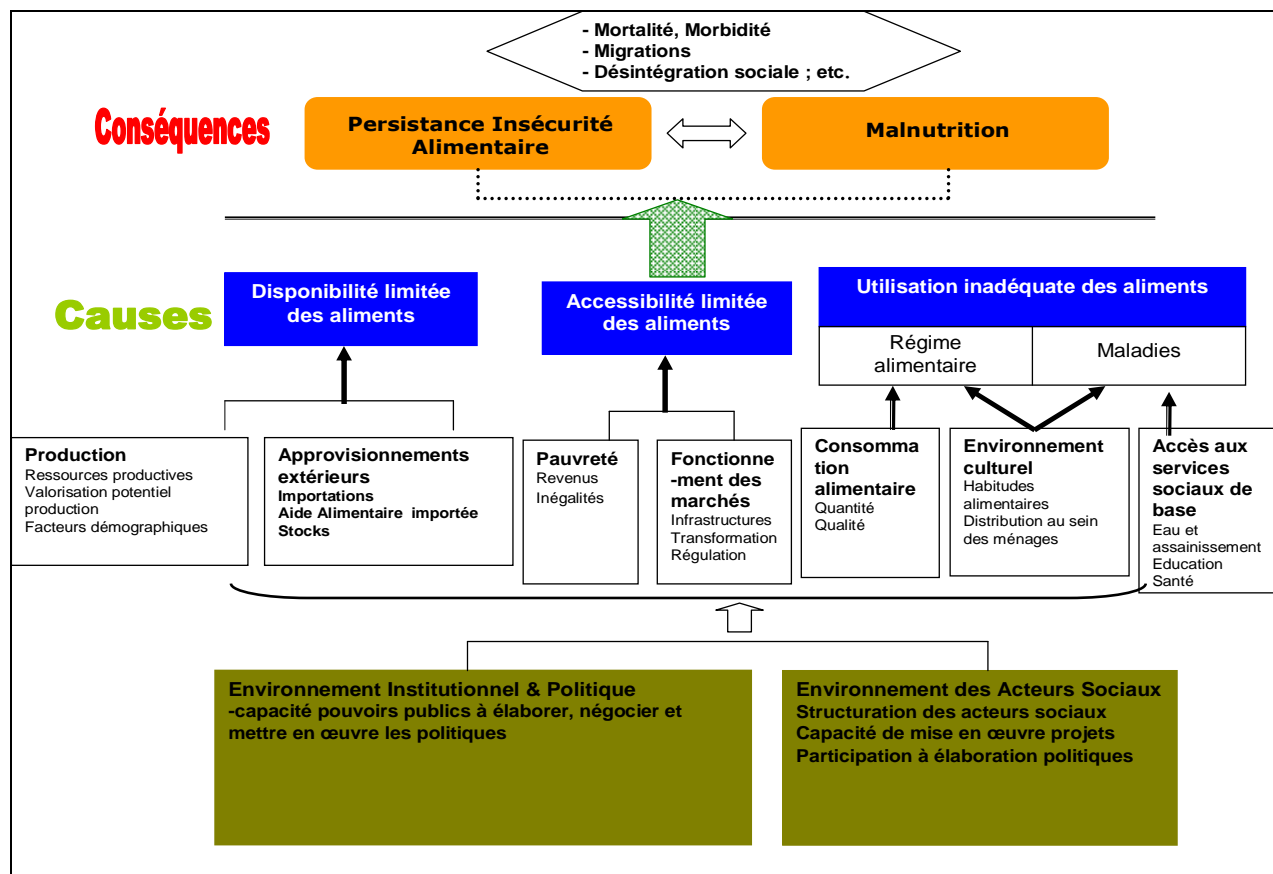 - Mortalité, Morbidité
- Migrations
- Désintégration sociale ; etc.
Conséquences
Persistance Insécurité
Alimentaire
Malnutrition
Causes
Disponibilité limitée
des aliments
Accessibilité limitée
des aliments
Utilisation inadéquate des aliments
Régime
alimentaire
Maladies
Production
Ressources productives
Valorisation potentiel
production
Facteurs démographiques
Approvisionnements
extérieurs
Importations
Aide Alimentaire importée
Stocks
Pauvreté
Revenus
Inégalités
Fonctionne
-ment des
marchés
Infrastructures
Transformation
Régulation
Consomma
tion
alimentaire
Quantité
Qualité
Environnement
culturel
Habitudes
alimentaires
Distribution au sein
des ménages
Accès aux
services
sociaux de
base
Eau et
assainissement
Education
Santé
Environnement Institutionnel & Politique
-capacité pouvoirs publics à élaborer, négocier et
mettre en œuvre les politiques
Environnement des Acteurs Sociaux
Structuration des acteurs sociaux
Capacité de mise en œuvre projets
Participation à élaboration politiques